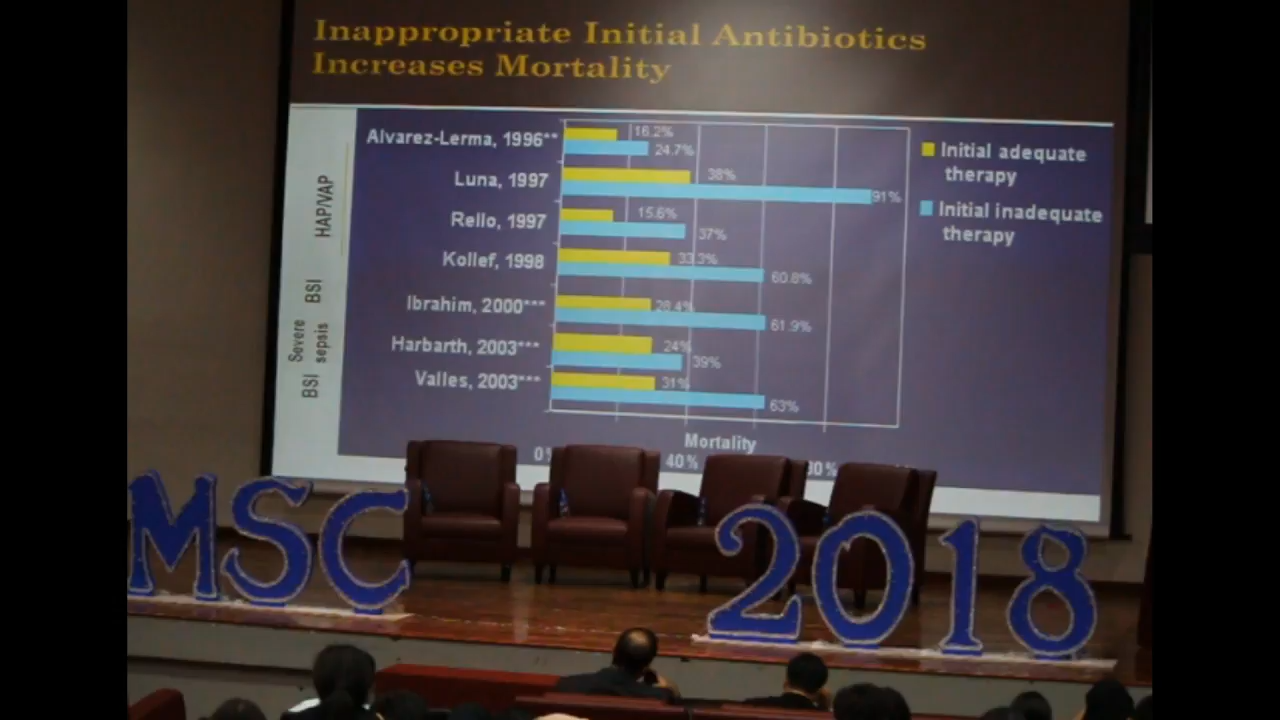 Inappropriate Initial Antibiotics
Increases Mortality
HAP/VAP
BSI
Severe
sepsis
BSI
Alvarez-Lerma, 1996**
16.2%
24.7%
Luna, 1997
38%
91%
Rello, 1997
15.6%
37%
Kollef, 1998
33.3%
60.8%
Ibrahim, 2000***
28.4%
61.9%
Harbarth, 2003***
24%
39%
Valles, 2003***
31%
63%
Initial adequate
therapy
Initial inadequate
therapy
Mortality
40%
MSC 2018